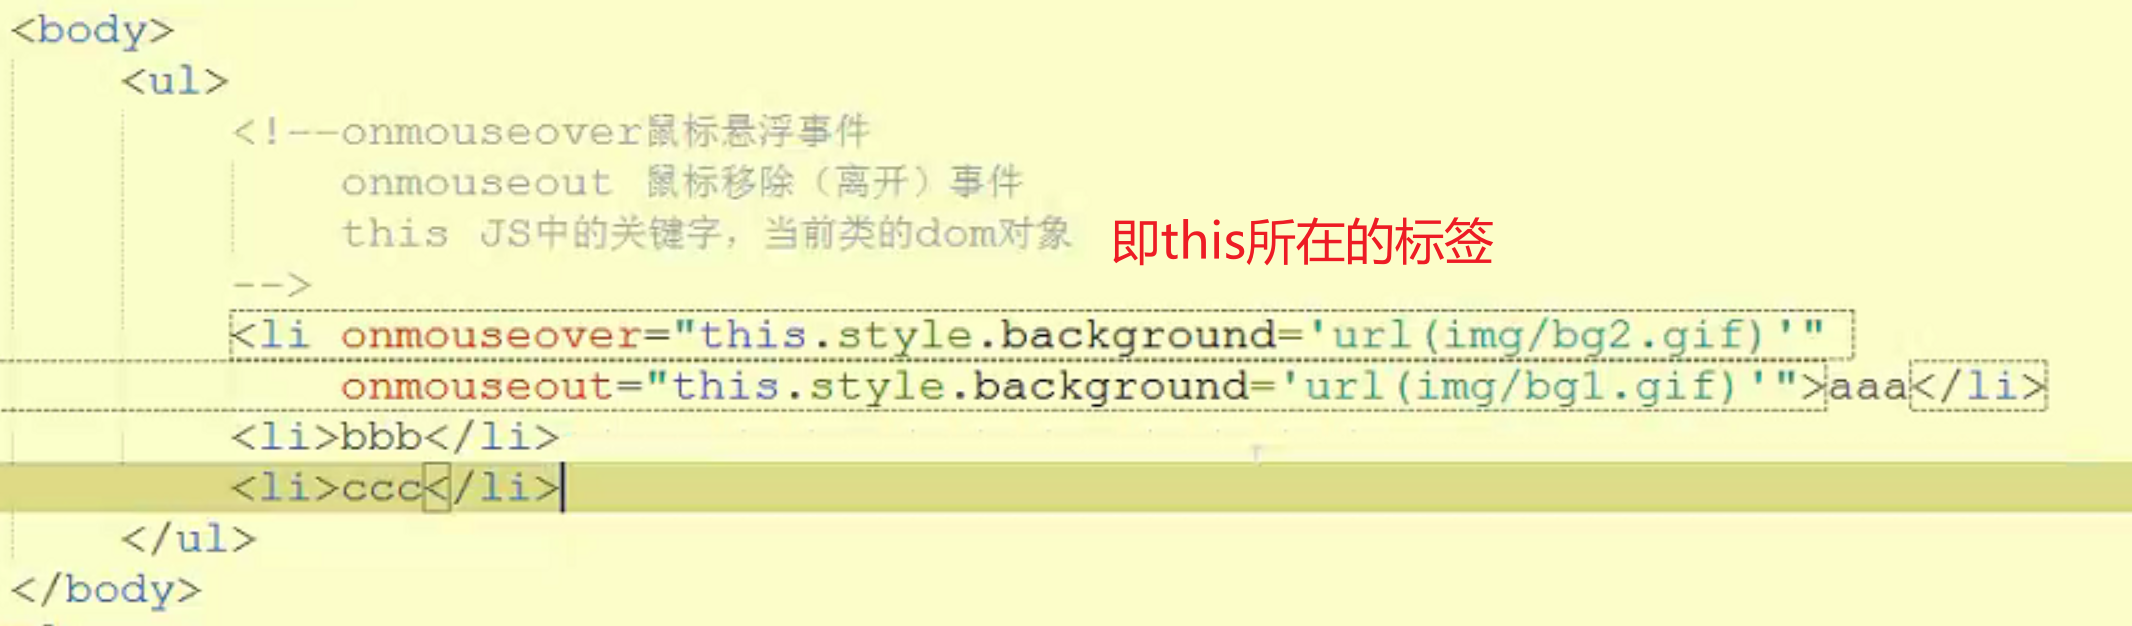 <body>
<ul>
<!--onmouseover鼠标悬浮事件
onmouseout 鼠标移除（离开）事件
this JS中的关键字，当前类的dom对象 即this所在的标签
-->
<li onmouseover="this.style.background='url(img/bg2.gif)'"
onmouseout="this.style.background='url(img/bg1.gif)'">aaa</li>
<li>bbb</li>
<li>ccc</li>
</ul>
</body>